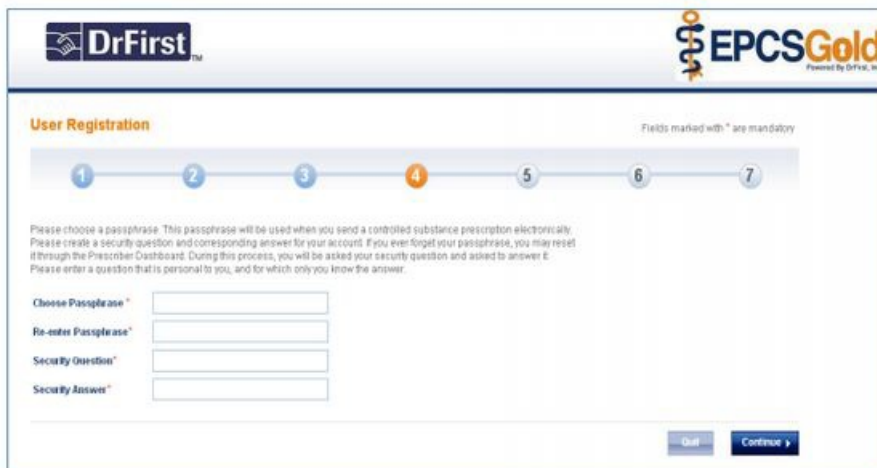 DrFirst TM
EPCSGold
Powered By DrFirst, In
User Registration
Fields marked with * are mandatory
1 2 3 4 5 6 7
Please choose a passphrase. This passphrase will be used when you send a controlled substance prescription electronically.
Please create a security question and corresponding answer for your account. If you ever forget your passphrase, you may reset
it through the Prescriber Dashboard. During this process, you will be asked your security question and asked to answer it.
Please enter a question that is personal to you, and for which only you know the answer.
Choose Passphrase *
Re-enter Passphrase*
Security Question*
Security Answer*
Quit
Continue